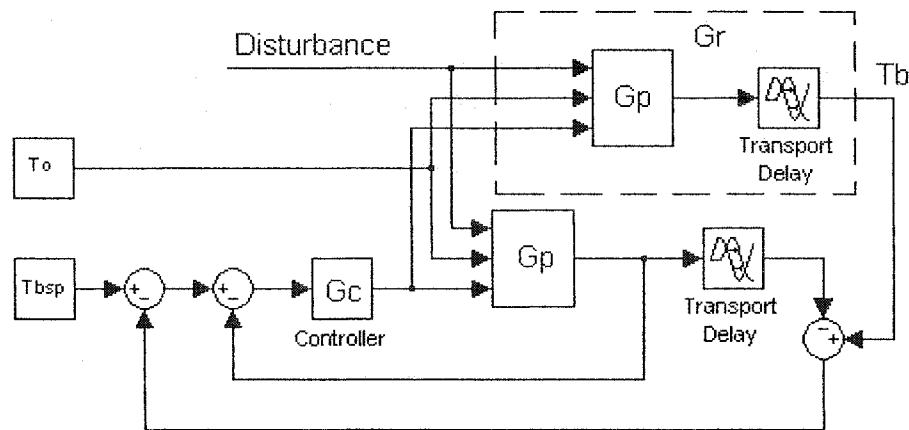 Disturbance
Gr
Gp
Tb
Transport
Delay
To
Gp
Tbsp
+
-
+
-
Gc
Controller
Transport
Delay
-
+